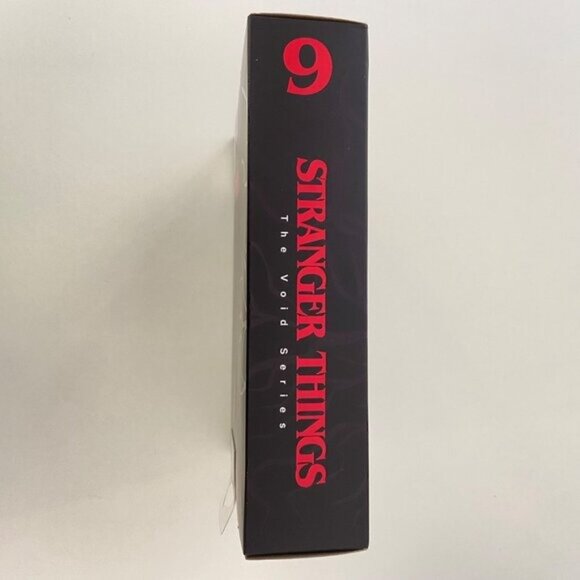 9
STRANGER THINGS
The Void Series